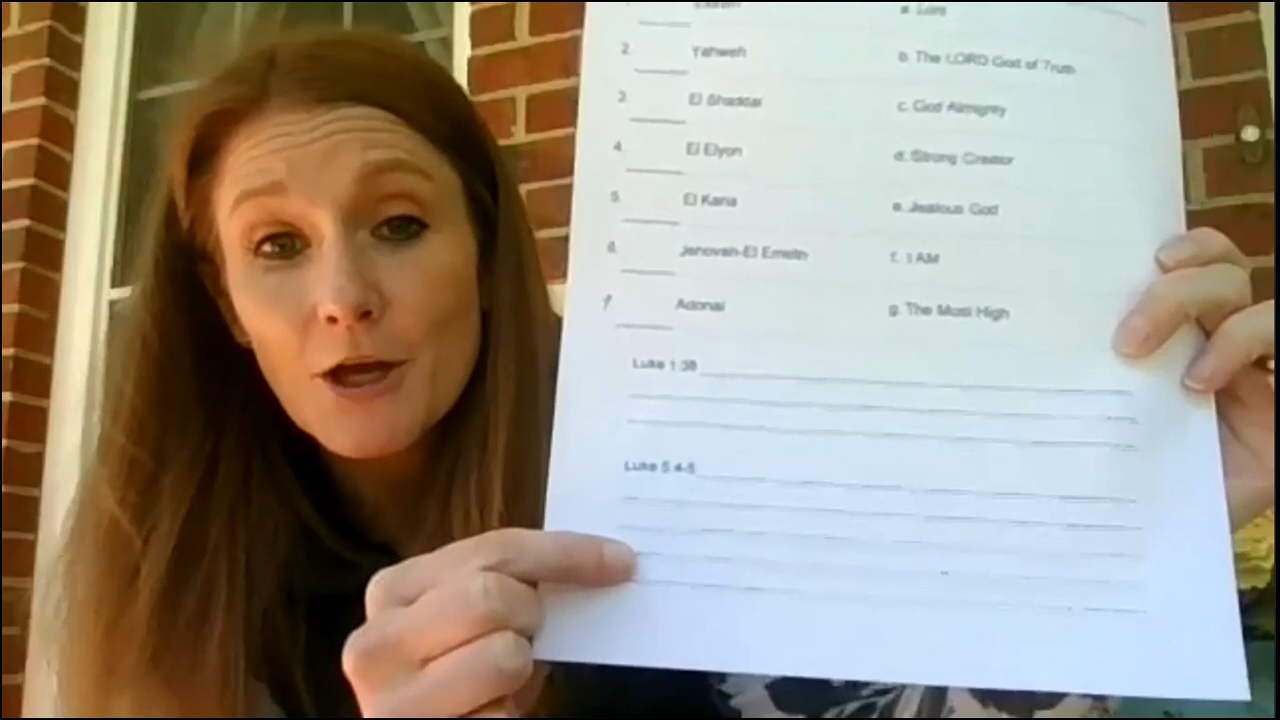 a. Lord
2. Yahweh b. The LORD God of Truth
3. El Shaddai c. God Almighty
4. El Elyon d. Strong Creator
5. El Kana e. Jealous God
6. Jehovah-El Emeth f. I AM
7. Adonai g. The Most High
Luke 1:38
Luke 5:4-5